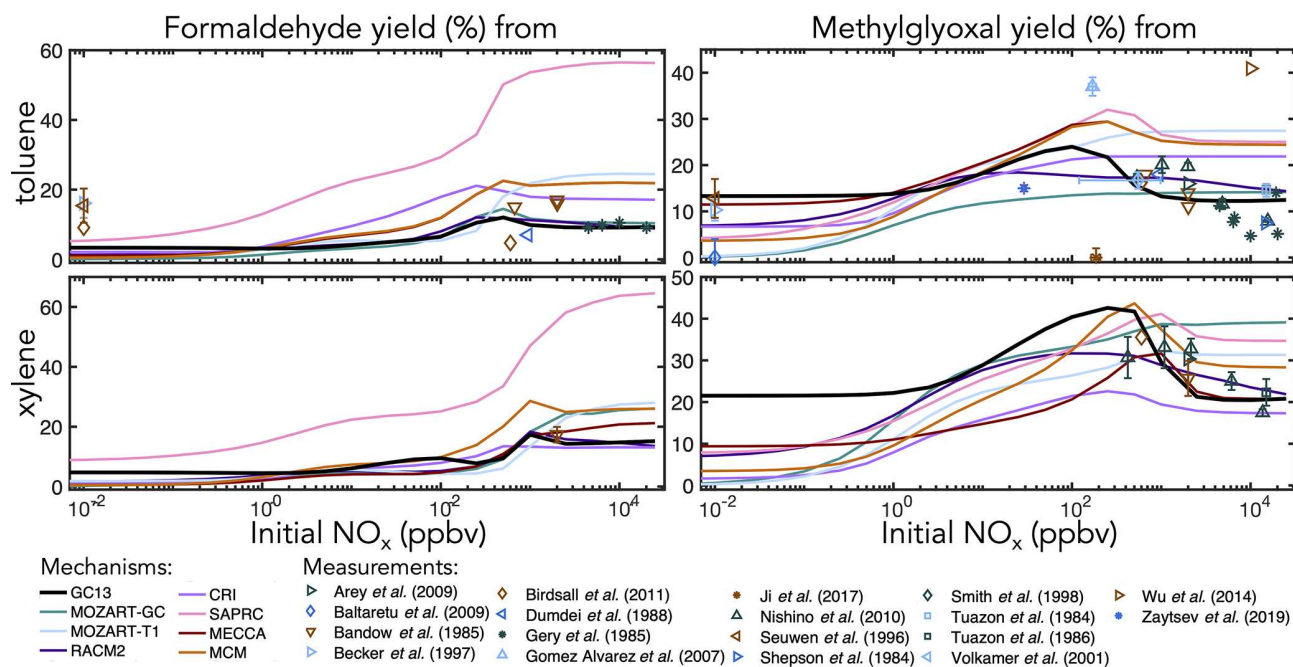 Formaldehyde yield (%) from
Methylglyoxal yield (%) from
toluene
60
40
20
0
40
30
20
10
0
xylene
60
40
20
0
50
40
30
20
10
0
10-2
100
102
104
10-2
100
102
104
Initial NOx (ppbv)
Initial NOx (ppbv)
Mechanisms:
GC13
MOZART-GC
MOZART-T1
RACM2
CRI
SAPRC
MECCA
MCM
Measurements:
Arey et al. (2009)
Baltaretu et al. (2009)
Bandow et al. (1985)
Becker et al. (1997)
Birdsall et al. (2011)
Dumdei et al. (1988)
Gery et al. (1985)
Gomez Alvarez et al. (2007)
Ji et al. (2017)
Nishino et al. (2010)
Seuwen et al. (1996)
Shepson et al. (1984)
Smith et al. (1998)
Tuazon et al. (1984)
Tuazon et al. (1986)
Volkamer et al. (2001)
Wu et al. (2014)
Zaytsev et al. (2019)